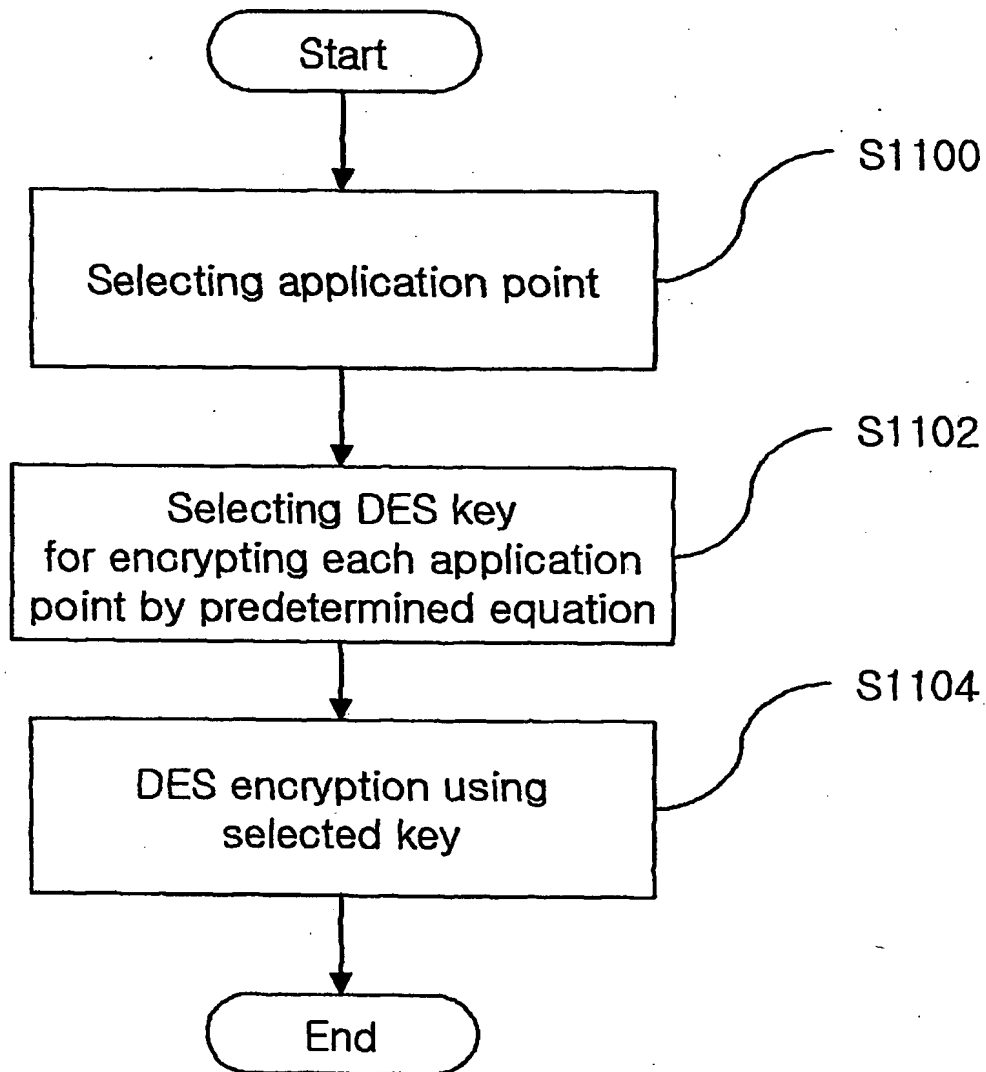 Start
S1100
Selecting application point
S1102
Selecting DES key
for encrypting each application
point by predetermined equation
S1104
DES encryption using
selected key
End